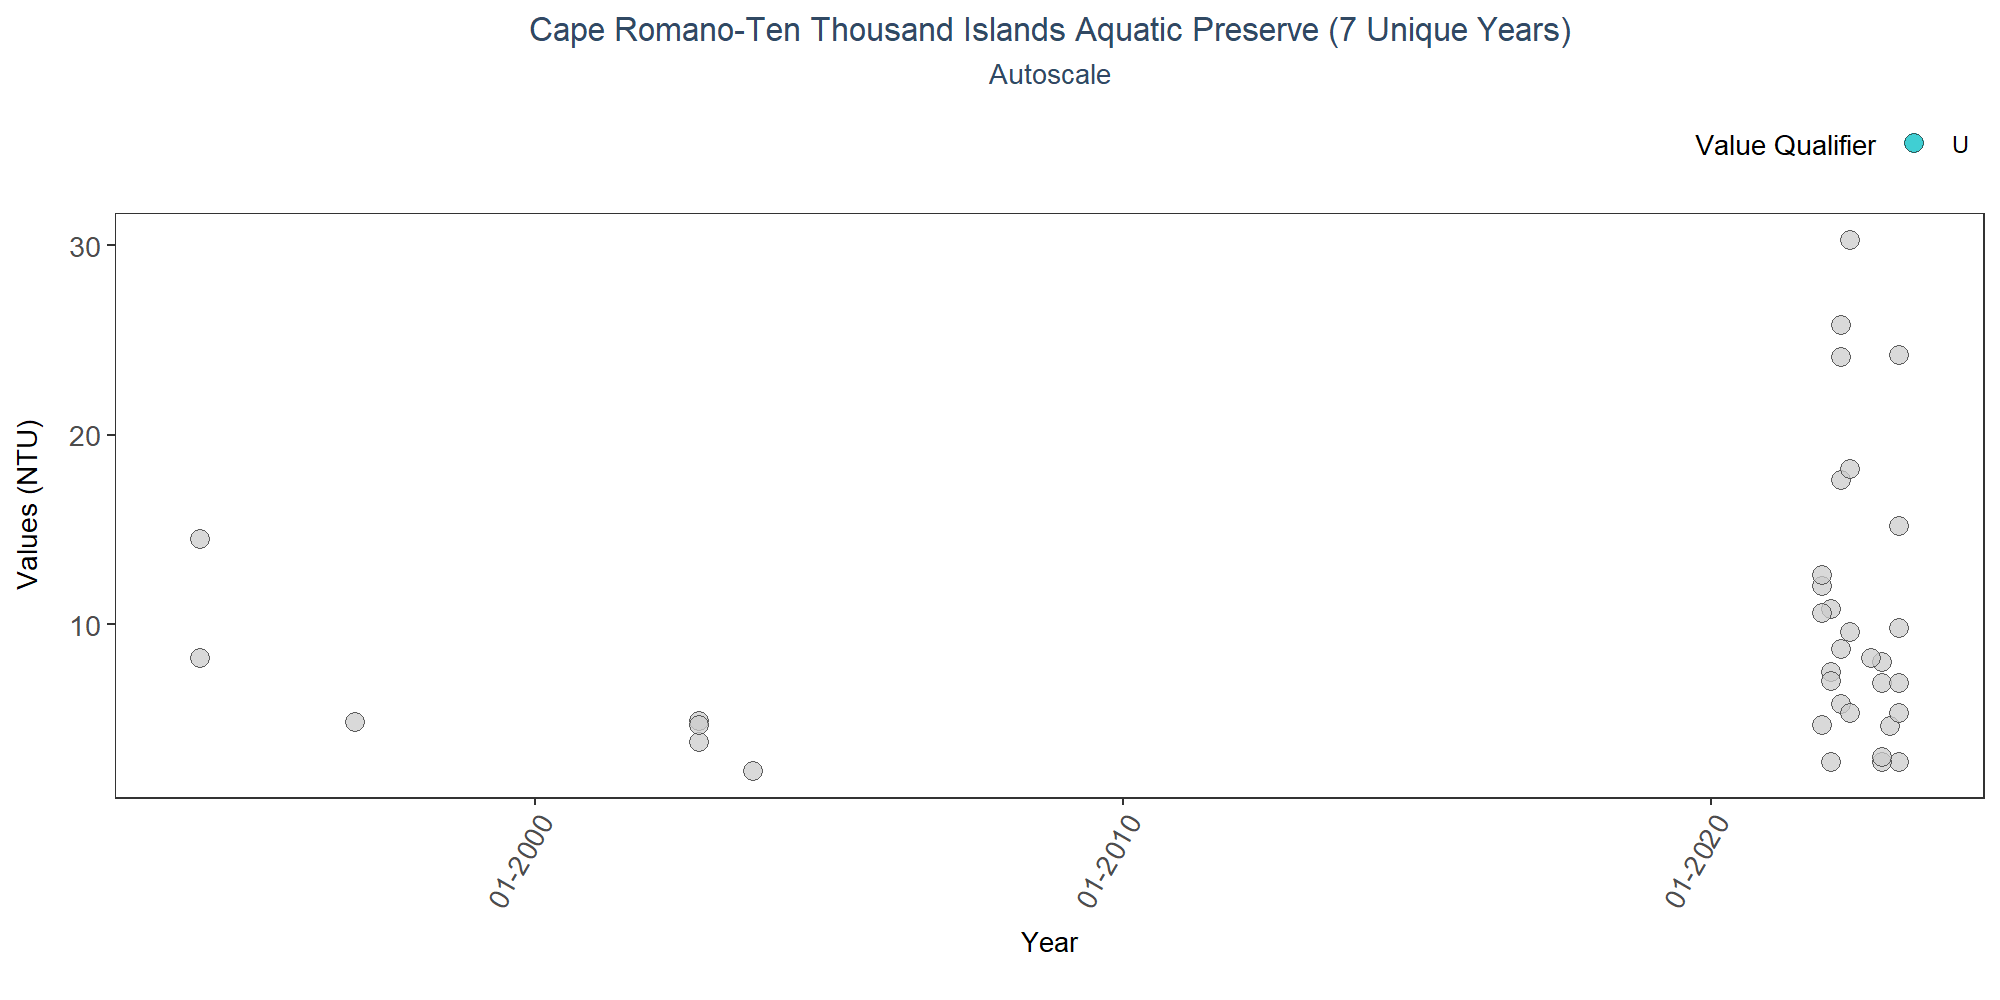 Cape Romano-Ten Thousand Islands Aquatic Preserve (7 Unique Years)
Autoscale
Value Qualifier U
Values (NTU)
30
20
10
01-2000
01-2010
01-2020
Year